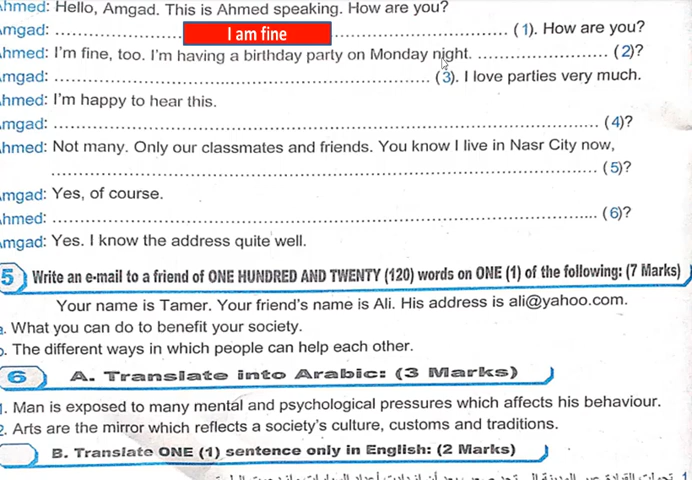 hmed: Hello, Amgad. This is Ahmed speaking. How are you?
mgad: .................... I am fine .................... (1). How are you?
hmed: I'm fine, too. I'm having a birthday party on Monday night. .................... (2)?
mgad: .................... (3). I love parties very much.
hmed: I'm happy to hear this.
mgad: .................... (4)?
hmed: Not many. Only our classmates and friends. You know I live in Nasr City now,
.................... (5)?
mgad: Yes, of course.
hmed: .................... (6)?
mgad: Yes. I know the address quite well.
5 Write an e-mail to a friend of ONE HUNDRED AND TWENTY (120) words on ONE (1) of the following: (7 Marks)
Your name is Tamer. Your friend's name is Ali. His address is ali@yahoo.com.
a. What you can do to benefit your society.
b. The different ways in which people can help each other.
6 A. Translate into Arabic: (3 Marks)
1. Man is exposed to many mental and psychological pressures which affects his behaviour.
2. Arts are the mirror which reflects a society's culture, customs and traditions.
B. Translate ONE (1) sentence only in English: (2 Marks)